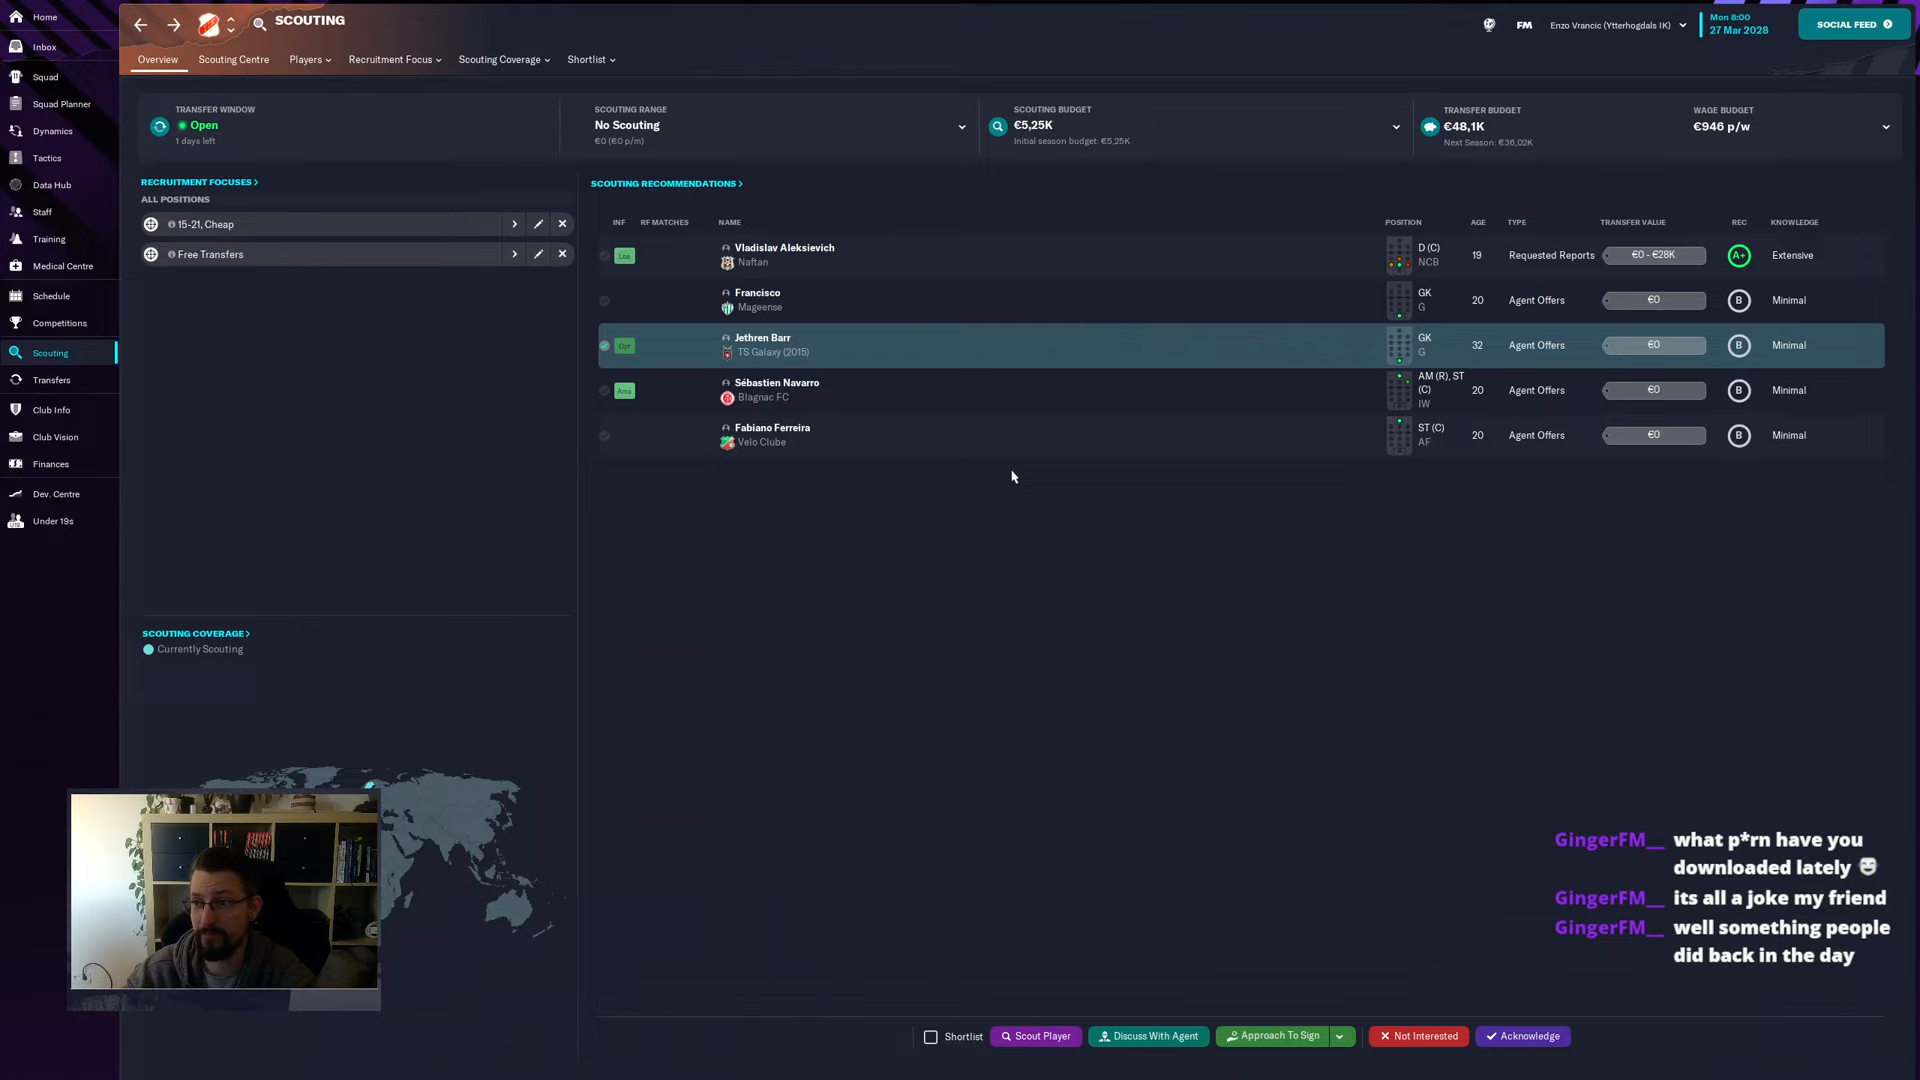 Home
SCOUTING
FM
Enzo Vrancic (Ytterhogdals IK)
Mon 8:00
27 Mar 2028
SOCIAL FEED
Inbox
Overview
Scouting Centre
Players
Recruitment Focus
Scouting Coverage
Shortlist
Squad
Squad Planner
Dynamics
Tactics
Data Hub
Staff
Training
Medical Centre
Schedule
Competitions
Scouting
Transfers
Club Info
Club Vision
Finances
Dev. Centre
Under 19s
TRANSFER WINDOW
Open
1 days left
SCOUTING RANGE
No Scouting
€0 (€0 p/m)
SCOUTING BUDGET
€5,25K
Initial season budget: €5,25K
TRANSFER BUDGET
€48,1K
Next Season: €36,02K
WAGE BUDGET
€946 p/w
RECRUITMENT FOCUSES >
ALL POSITIONS
15-21, Cheap
Free Transfers
SCOUTING RECOMMENDATIONS >
INF RF MATCHES NAME POSITION AGE TYPE TRANSFER VALUE REC KNOWLEDGE
Loa Vladislav Aleksievich D (C) 19 Requested Reports €0 - €28K A+ Extensive
Naftan NCB
Francisco GK 20 Agent Offers €0 B Minimal
Mageense G
Opt Jethren Barr GK 32 Agent Offers €0 B Minimal
TS Galaxy (2015) G
Ama Sébastien Navarro AM (R), ST (C) 20 Agent Offers €0 B Minimal
Blagnac FC IW
Fabiano Ferreira ST (C) 20 Agent Offers €0 B Minimal
Velo Clube AF
SCOUTING COVERAGE >
Currently Scouting
GingerFM__ what p*rn have you
downloaded lately
GingerFM__ its all a joke my friend
GingerFM__ well something people
did back in the day
Shortlist
Scout Player
Discuss With Agent
Approach To Sign
Not Interested
Acknowledge